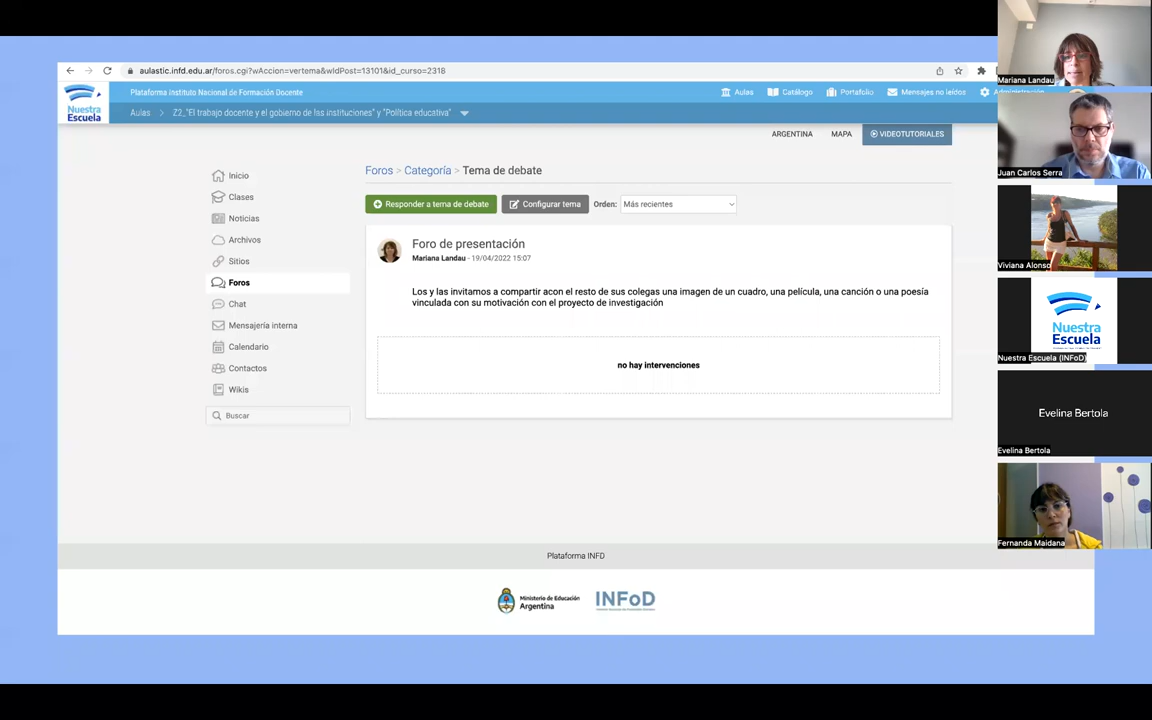 aulastic.infd.edu.ar/foros.cgi?wAccion=vertema&wIdPost=13101&id_curso=2318
Nuestra
Escuela
Plataforma Instituto Nacional de Formación Docente
Aulas
Catálogo
Portafolio
Mensajes no leídos
Administración
Aulas > Z2_"El trabajo docente y el gobierno de las instituciones" y "Política educativa"
ARGENTINA
MAPA
VIDEOTUTORIALES
Inicio
Clases
Noticias
Archivos
Sitios
Foros
Chat
Mensajería interna
Calendario
Contactos
Wikis
Buscar
Foros > Categoría > Tema de debate
Responder a tema de debate
Configurar tema
Orden:
Más recientes
Foro de presentación
Mariana Landau - 19/04/2022 15:07
Los y las invitamos a compartir acon el resto de sus colegas una imagen de un cuadro, una película, una canción o una poesía
vinculada con su motivación con el proyecto de investigación
no hay intervenciones
Plataforma INFD
Ministerio de Educación
Argentina
INFoD
Mariana Landau
Juan Carlos Serra
Viviana Alonso
Nuestra
Escuela
Nuestra Escuela (INFoD)
Evelina Bertola
Evelina Bertola
Fernanda Maidana